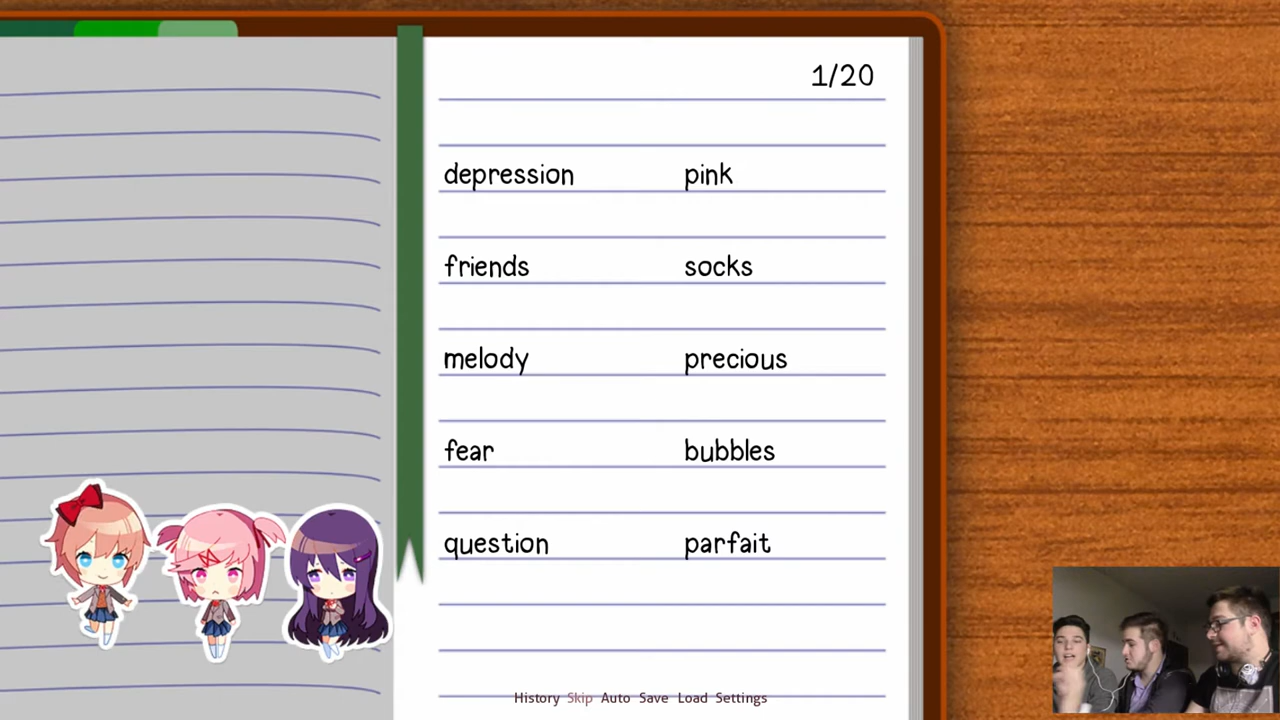 1/20
depression pink
friends socks
melody precious
fear bubbles
question parfait
History Skip Auto Save Load Settings